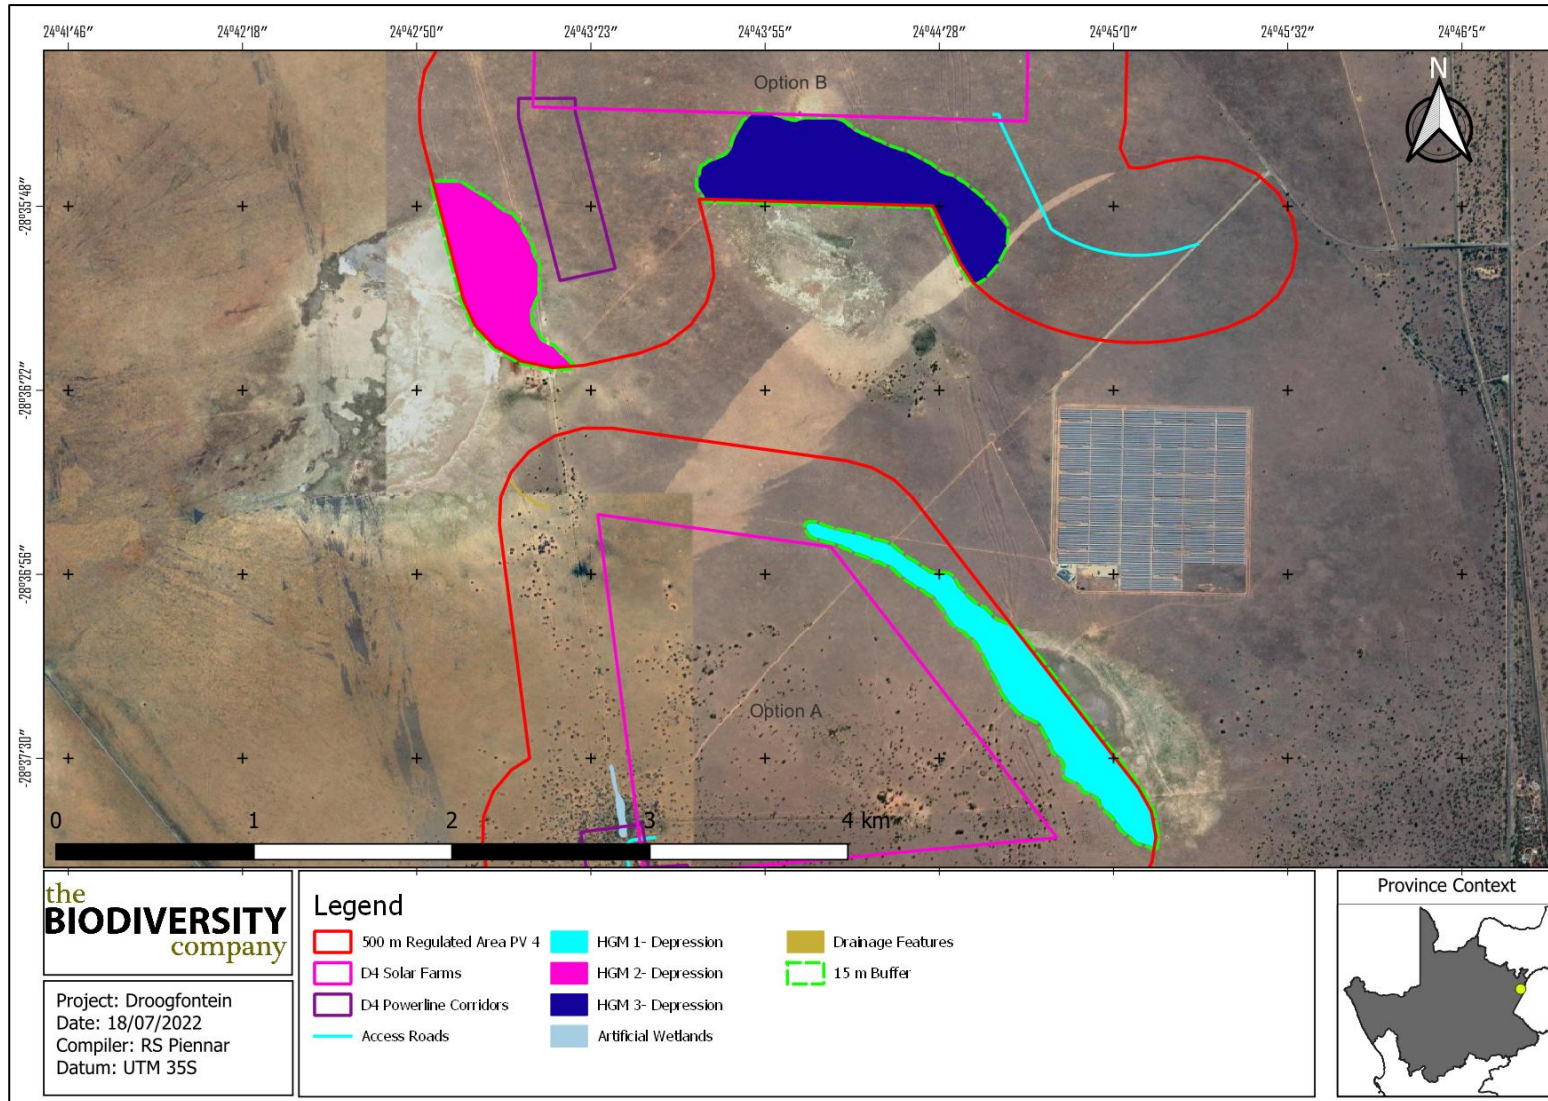 24°41'46" 24°42'18" 24°42'50" 24°43'23" 24°43'55" 24°44'28" 24°45'0" 24°45'32" 24°46'5"
Option B
N
-28°35'48"
-28°36'22"
-28°36'56"
Option A
-28°37'30"
0 1 2 3 4 km
the
BIODIVERSITY
company
Project: Droogfontein
Date: 18/07/2022
Compiler: RS Piennar
Datum: UTM 35S
Legend
500 m Regulated Area PV 4
D4 Solar Farms
D4 Powerline Corridors
Access Roads
HGM 1- Depression
HGM 2- Depression
HGM 3- Depression
Artificial Wetlands
Drainage Features
15 m Buffer
Province Context